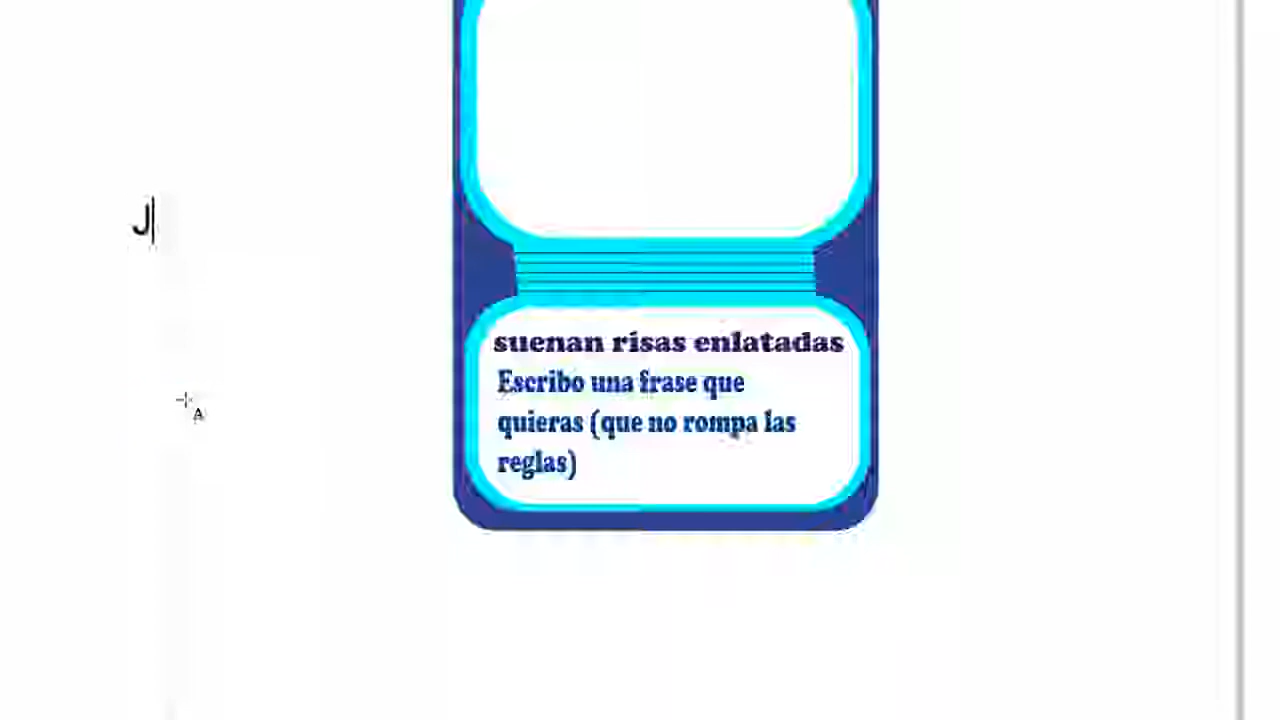 J
suenan risas enlatadas
Escribo una frase que
quieras (que no rompa las
reglas)